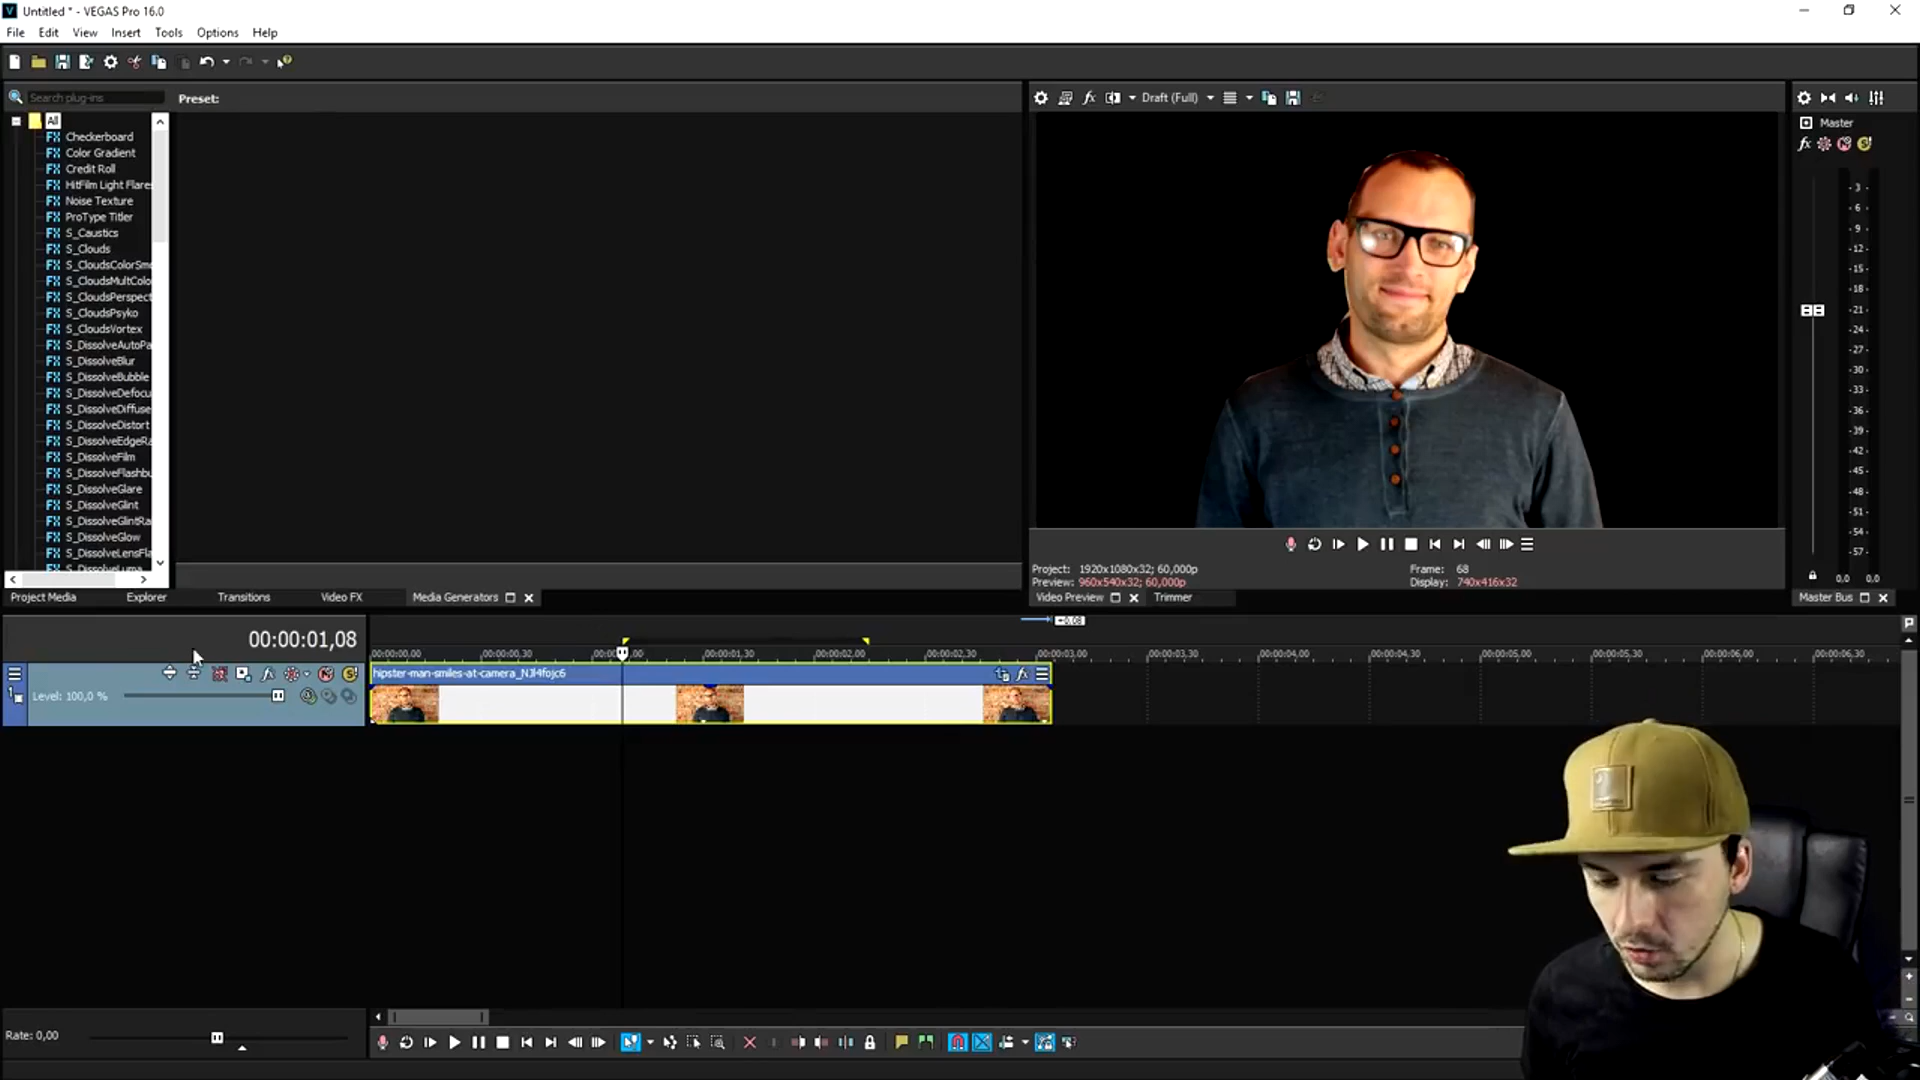 Untitled * - VEGAS Pro 16.0
File Edit View Insert Tools Options Help
Search plug-ins
Preset:
Draft (Full)
All
Checkerboard
Color Gradient
Credit Roll
HitFilm Light Flares
Noise Texture
ProType Titler
S_Caustics
S_Clouds
S_CloudsColorSmo
S_CloudsMultColo
S_CloudsPerspect
S_CloudsPsyko
S_CloudsVortex
S_DissolveAutoPa
S_DissolveBlur
S_DissolveBubble
S_DissolveDefocu
S_DissolveDiffuse
S_DissolveDistort
S_DissolveEdgeRa
S_DissolveFilm
S_DissolveFlashbu
S_DissolveGlare
S_DissolveGlint
S_DissolveGlintRa
S_DissolveGlow
S_DissolveLensFla
S_DissolveLuma
Master
-3
-6
-9
-12
-15
-18
-21
-24
-27
-30
-33
-36
-39
-42
-45
-48
-51
-54
-57
0,0 0,0
Project: 1920x1080x32; 60,000p
Preview: 960x540x32; 60,000p
Frame: 68
Display: 740x416x32
Project Media Explorer Transitions Video FX Media Generators
Video Preview Trimmer
Master Bus
00:00:01,08
-0.08
00:00:00,00 00:00:00,30 00:00:01,30 00:00:02,00 00:00:02,30 00:00:03,00 00:00:03,30 00:00:04,00 00:00:04,30 00:00:05,00 00:00:05,30 00:00:06,00 00:00:06,30
hipster-man-smiles-at-camera_NJl4fojc6
Level: 100,0 %
Rate: 0,00